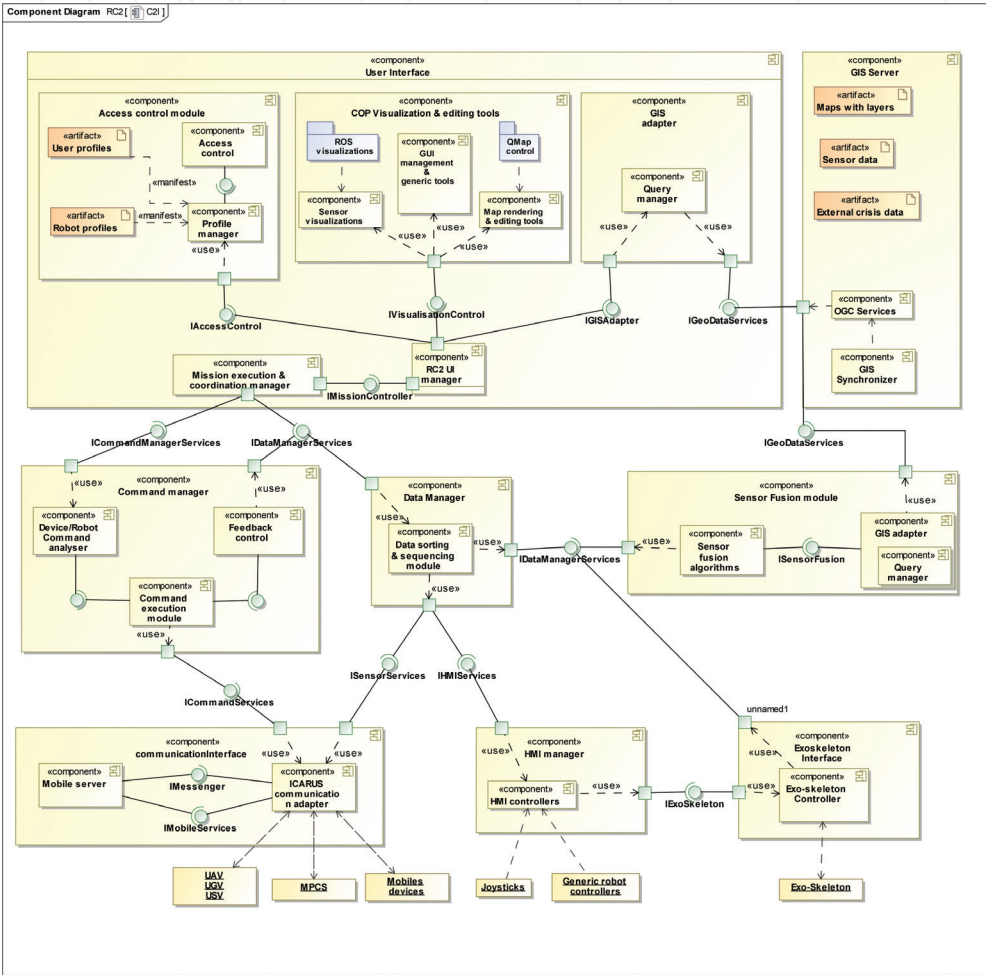 Component Diagram RC2 [ C2I ]
«component»
User Interface
«component»
GIS Server
«artifact»
Maps with layers
«artifact»
Sensor data
«artifact»
External crisis data
«component»
OGC Services
«component»
GIS
Synchronizer
«component»
Access control module
«artifact»
User profiles
«component»
Access
control
«manifest»
«artifact»
Robot profiles
«manifest»
«component»
Profile
manager
«use»
«component»
COP Visualization & editing tools
ROS
visualizations
«component»
GUI
management
&
generic tools
QMap
control
«component»
Sensor
visualizations
«component»
Map rendering
& editing tools
«use»
«use»
«use»
«component»
GIS
adapter
«component»
Query
manager
«use»
«use»
IAccessControl
IVisualisationControl
IGISAdapter
IGeoDataServices
«component»
Mission execution &
coordination manager
«component»
RC2 UI
manager
IMissionController
ICommandManagerServices
IDataManagerServices
IGeoDataServices
«component»
Command manager
«use»
«use»
«component»
Device/Robot
Command
analyser
«component»
Feedback
control
«component»
Command
execution
module
«use»
«component»
Data Manager
«use»
«component»
Data sorting
& sequencing
module
«use»
«use»
IDataManagerServices
«component»
Sensor Fusion module
«use»
«use»
«component»
Sensor
fusion
algorithms
ISensorFusion
«component»
GIS adapter
«component»
Query
manager
ICommandServices
ISensorServices
IHMIServices
unnamed1
«component»
communicationInterface
«use»
«use»
«component»
Mobile server
IMessenger
IMobileServices
«component»
ICARUS
communicatio
n adapter
«component»
HMI manager
«use»
«component»
HMI controllers
«use»
IExoSkeleton
«component»
Exoskeleton
Interface
«use»
«use»
«component»
Exo-skeleton
Controller
UAV
UGV
USV
MPCS
Mobiles
devices
Joysticks
Generic robot
controllers
Exo-Skeleton